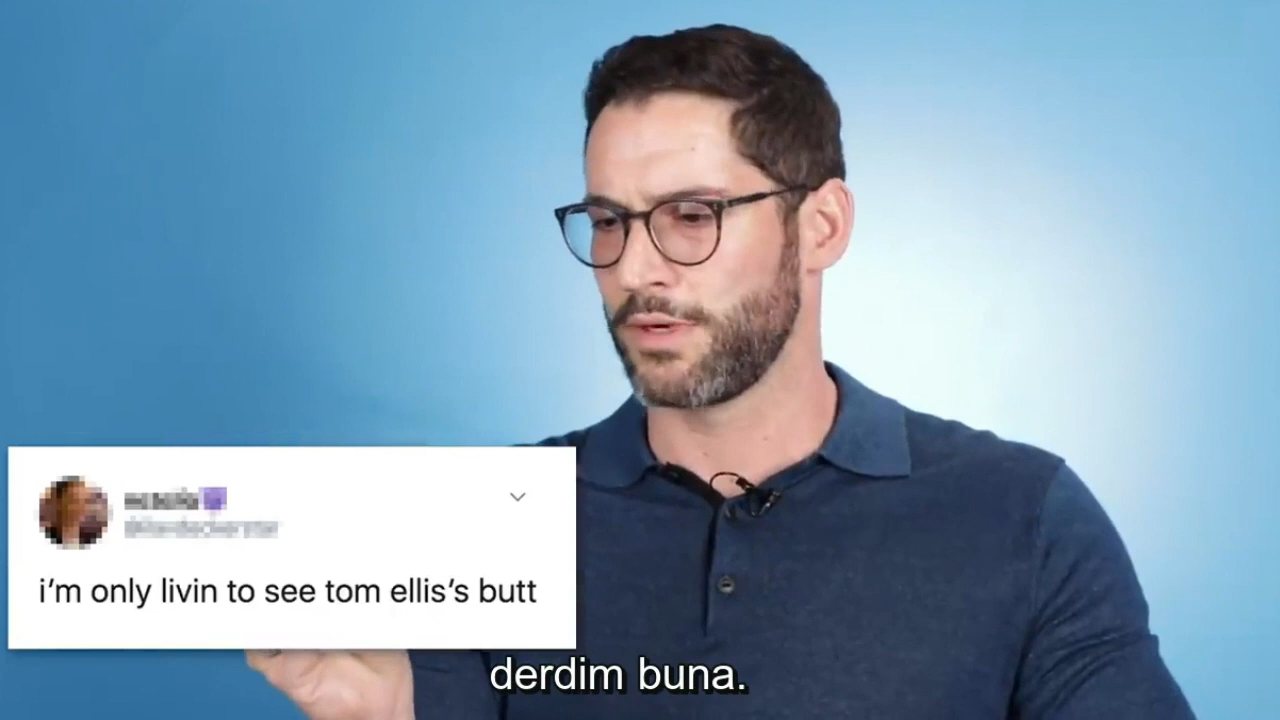 i’m only livin to see tom ellis’s butt
derdim buna.